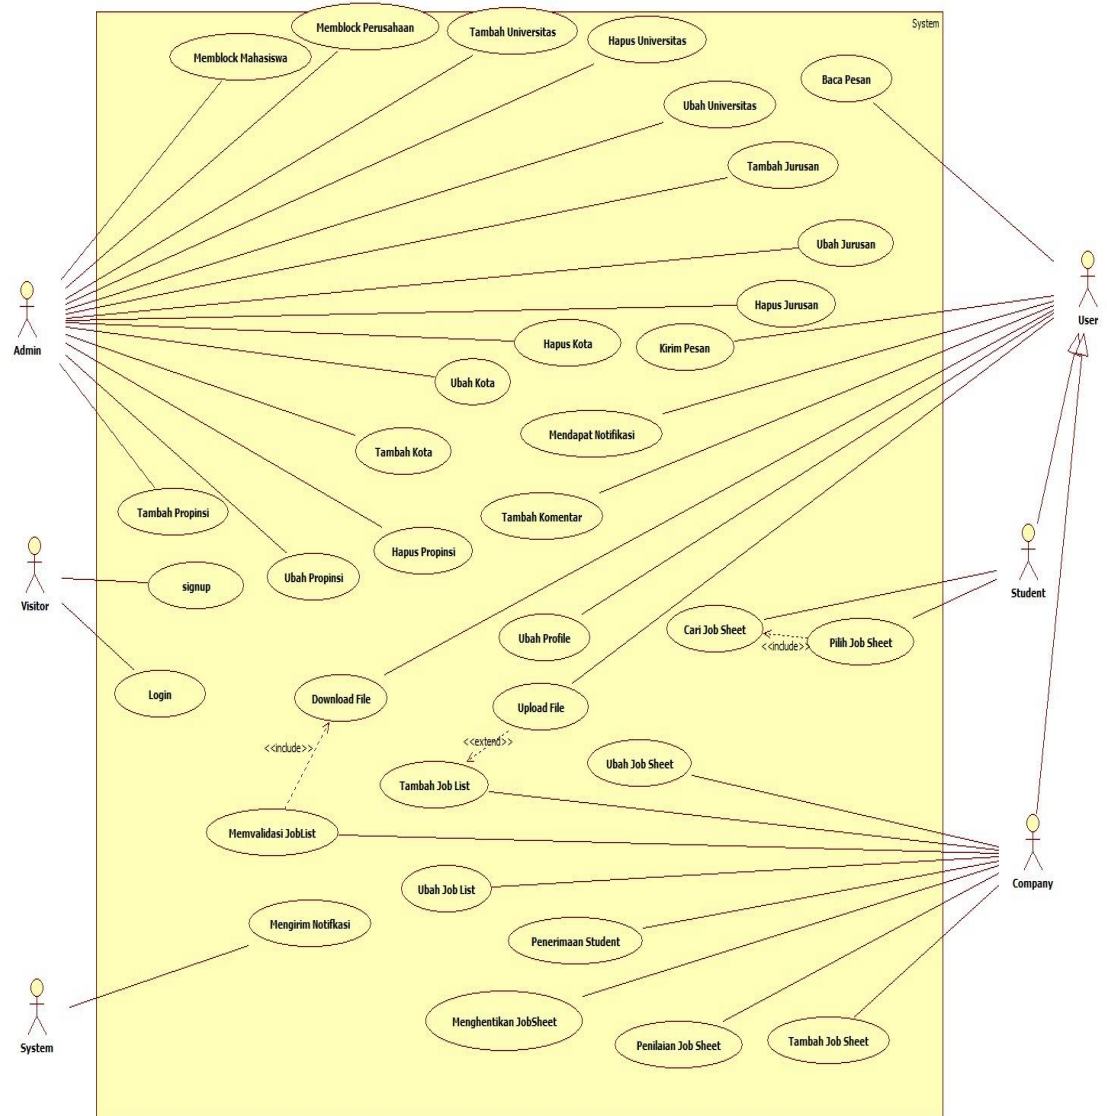 System
Memblock Perusahaan
Tambah Universitas
Hapus Universitas
Memblock Mahasiswa
Baca Pesan
Ubah Universitas
Tambah Jurusan
Ubah Jurusan
Hapus Jurusan
User
Admin
Hapus Kota
Kirim Pesan
Ubah Kota
Mendapat Notifikasi
Tambah Kota
Tambah Propinsi
Tambah Komentar
Hapus Propinsi
Ubah Propinsi
signup
Visitor
Student
Cari Job Sheet
Ubah Profile
Pilih Job Sheet
<<include>>
Login
Download File
Upload File
<<extend>>
<<include>>
Ubah Job Sheet
Tambah Job List
Memvalidasi JobList
Company
Ubah Job List
Mengirim Notifkasi
Penerimaan Student
Menghentikan JobSheet
Tambah Job Sheet
Penilaian Job Sheet
System